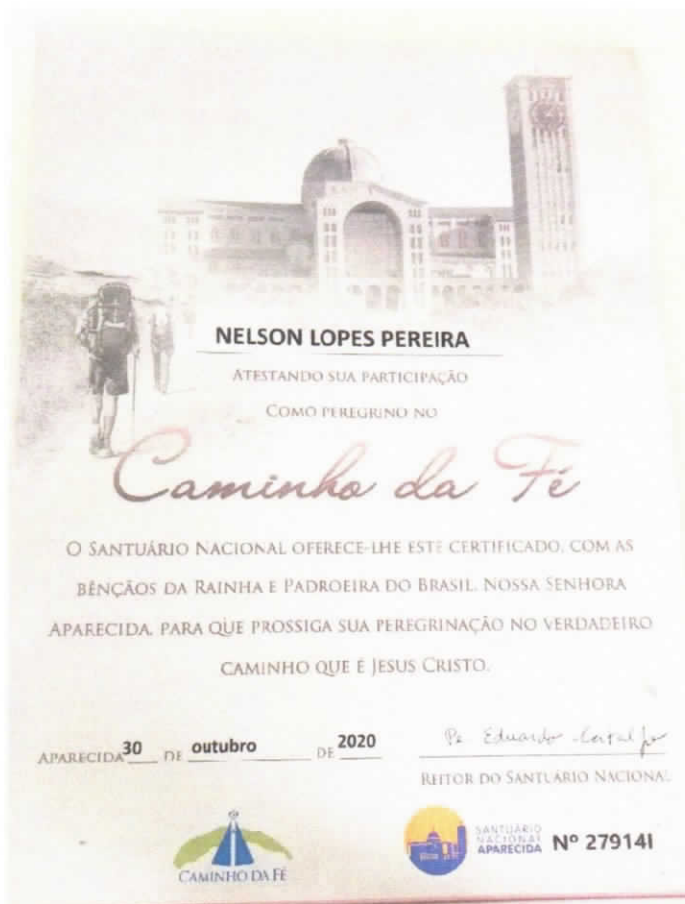 NELSON LOPES PEREIRA
ATESTANDO SUA PARTICIPAÇÃO
COMO PEREGRINO NO
Caminho da Fé
O SANTUÁRIO NACIONAL OFERECE-LHE ESTE CERTIFICADO, COM AS
BÊNÇÃOS DA RAINHA E PADROEIRA DO BRASIL, NOSSA SENHORA
APARECIDA, PARA QUE PROSSIGA SUA PEREGRINAÇÃO NO VERDADEIRO
CAMINHO QUE É JESUS CRISTO.
APARECIDA 30 DE outubro DE 2020
Pe Eduardo
REITOR DO SANTUÁRIO NACIONAL
CAMINHO DA FÉ
SANTUÁRIO
NACIONAL
APARECIDA
Nº 27914I